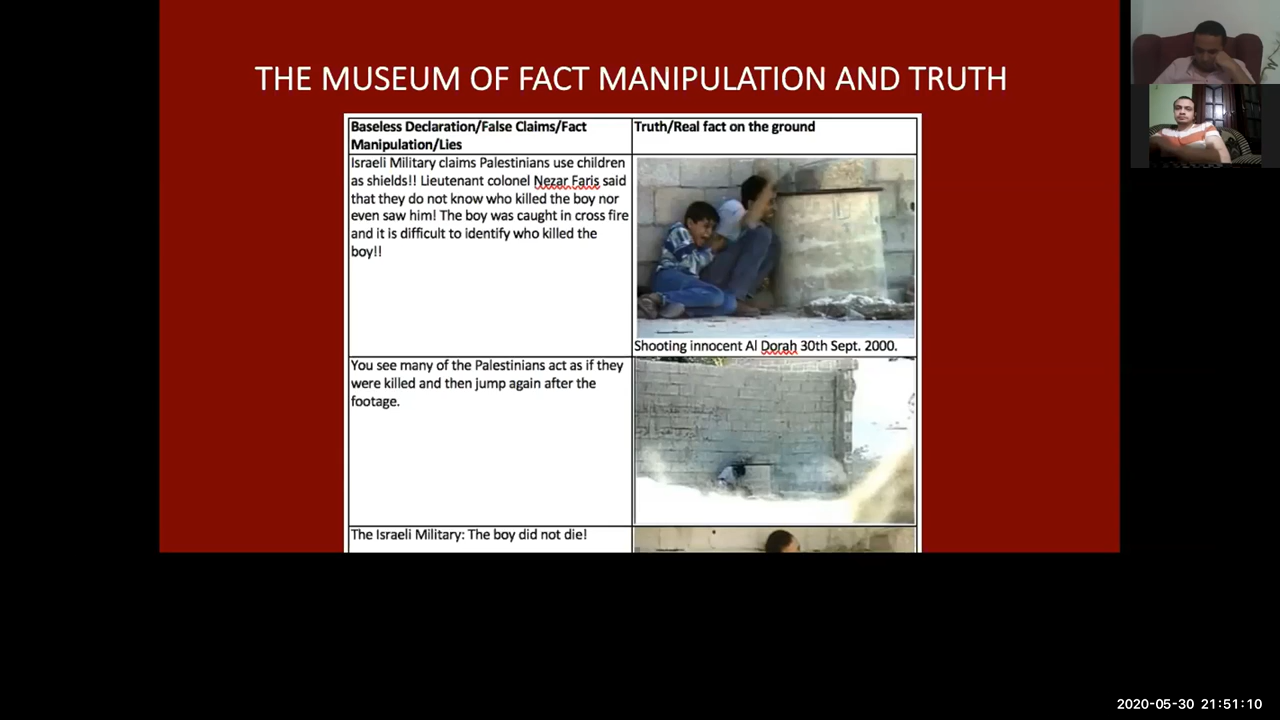 THE MUSEUM OF FACT MANIPULATION AND TRUTH
Baseless Declaration/False Claims/Fact
Manipulation/Lies
Truth/Real fact on the ground
Israeli Military claims Palestinians use children
as shields!! Lieutenant colonel Nezar Faris said
that they do not know who killed the boy nor
even saw him! The boy was caught in cross fire
and it is difficult to identify who killed the
boy!!
Shooting innocent Al Dorah 30th Sept. 2000.
You see many of the Palestinians act as if they
were killed and then jump again after the
footage.
The Israeli Military: The boy did not die!
2020-05-30 21:51:10